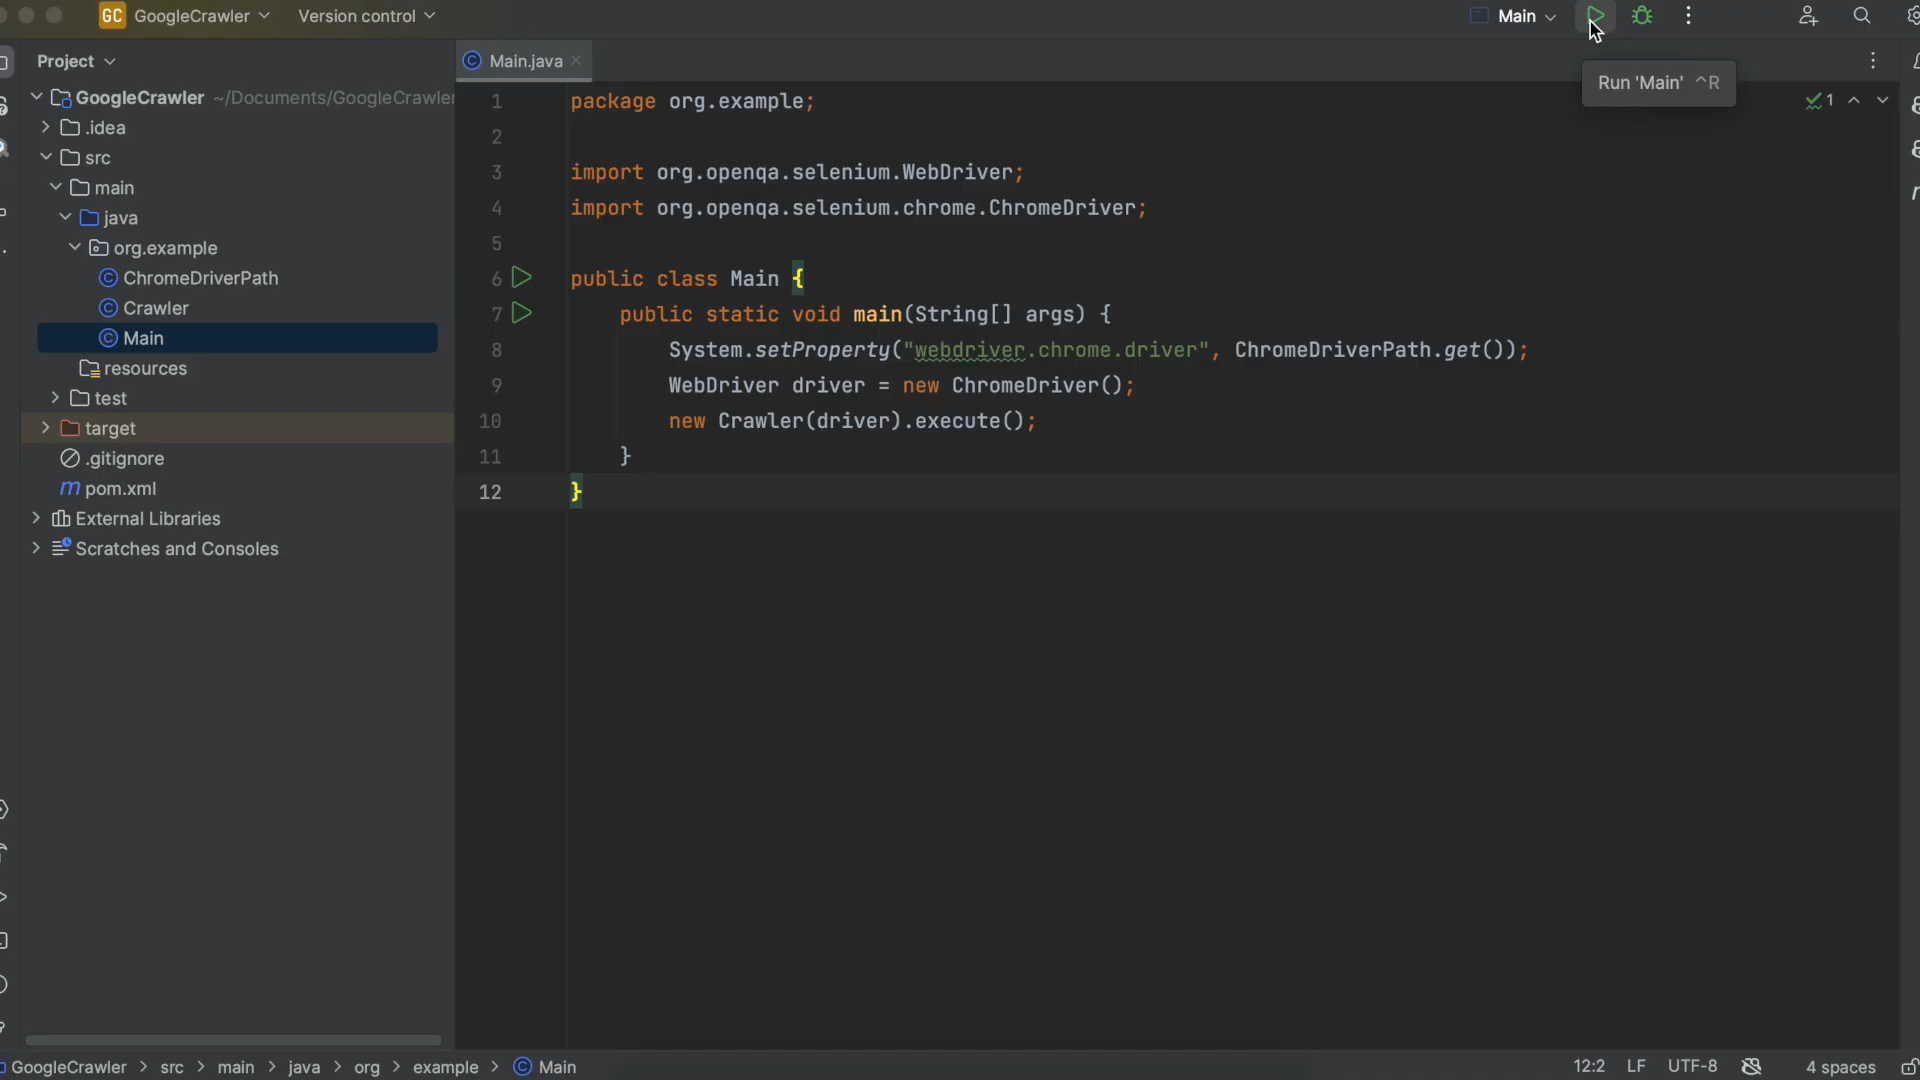 GC GoogleCrawler Version control Main
Project
Main.java
Run 'Main' ^R
GoogleCrawler ~/Documents/GoogleCrawler
.idea
src
main
java
org.example
ChromeDriverPath
Crawler
Main
resources
test
target
.gitignore
pom.xml
External Libraries
Scratches and Consoles
1 package org.example;
2
3 import org.openqa.selenium.WebDriver;
4 import org.openqa.selenium.chrome.ChromeDriver;
5
6 public class Main {
7 public static void main(String[] args) {
8 System.setProperty("webdriver.chrome.driver", ChromeDriverPath.get());
9 WebDriver driver = new ChromeDriver();
10 new Crawler(driver).execute();
11 }
12 }
1
GoogleCrawler > src > main > java > org > example > Main
12:2 LF UTF-8 4 spaces